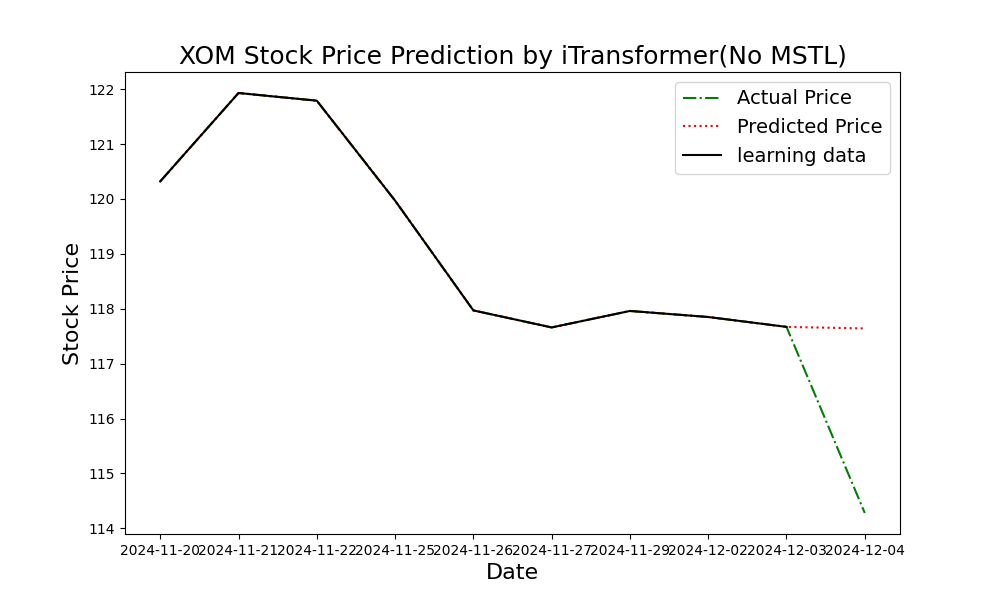 XOM Stock Price Prediction by iTransformer(No MSTL)
122
121
120
119
118
117
116
115
114
Stock Price
Actual Price
Predicted Price
learning data
2024-11-20 2024-11-21 2024-11-22 2024-11-25 2024-11-26 2024-11-27 2024-11-29 2024-12-02 2024-12-03 2024-12-04
Date